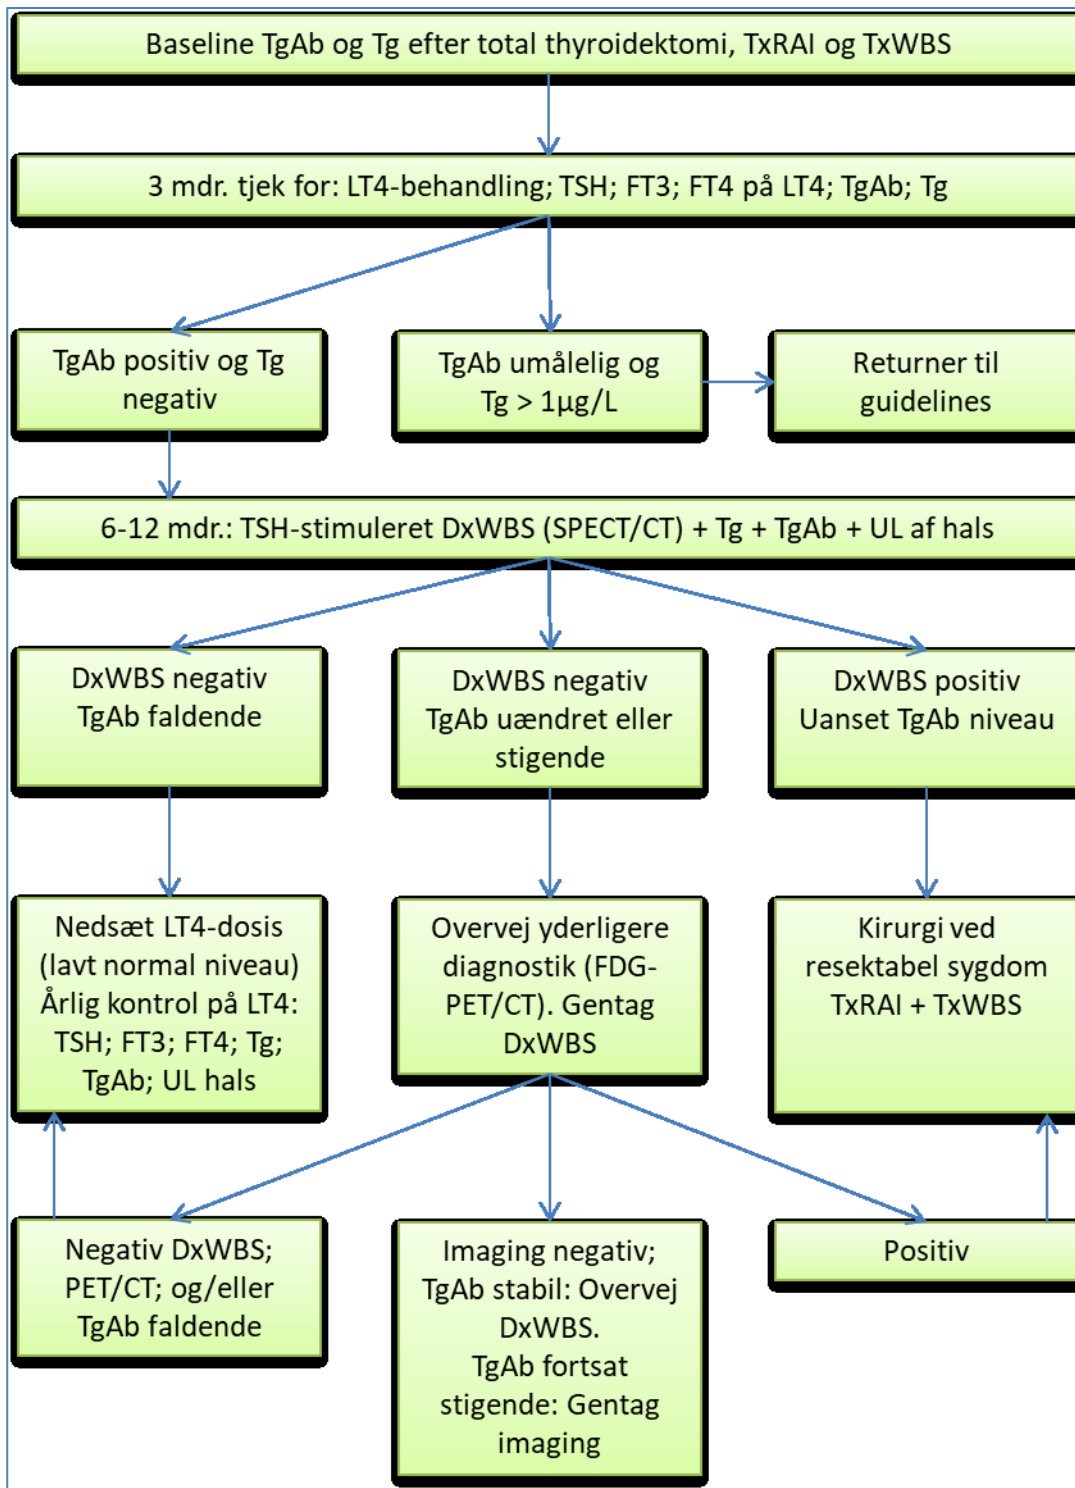 Baseline TgAb og Tg efter total thyroidektomi, TxRAI og TxWBS
3 mdr. tjek for: LT4-behandling; TSH; FT3; FT4 på LT4; TgAb; Tg
TgAb positiv og Tg
negativ
TgAb umålelig og
Tg > 1µg/L
Returner til
guidelines
6-12 mdr.: TSH-stimuleret DxWBS (SPECT/CT) + Tg + TgAb + UL af hals
DxWBS negativ
TgAb faldende
DxWBS negativ
TgAb uændret eller
stigende
DxWBS positiv
Uanset TgAb niveau
Nedsæt LT4-dosis
(lavt normal niveau)
Årlig kontrol på LT4:
TSH; FT3; FT4; Tg;
TgAb; UL hals
Overvej yderligere
diagnostik (FDG-
PET/CT). Gentag
DxWBS
Kirurgi ved
resektabel sygdom
TxRAI + TxWBS
Negativ DxWBS;
PET/CT; og/eller
TgAb faldende
Imaging negativ;
TgAb stabil: Overvej
DxWBS.
TgAb fortsat
stigende: Gentag
imaging
Positiv